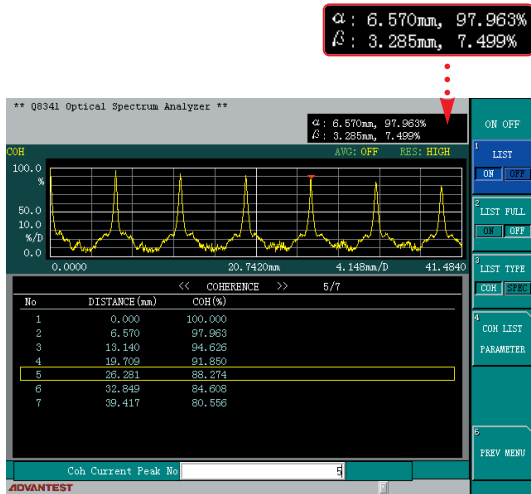 α: 6.570mm, 97.963%
β: 3.285mm, 7.499%
** Q8341 Optical Spectrum Analyzer **
α: 6.570mm, 97.963%
β: 3.285mm, 7.499%
COH AVG: OFF RES: HIGH
100.0
%
50.0
10.0
%/D
0.0
0.0000 20.7420mm 4.148mm/D 41.4840
<< COHERENCE >> 5/7
No DISTANCE(mm) COH(%)
1 0.000 100.000
2 6.570 97.963
3 13.140 94.626
4 19.709 91.850
5 26.281 88.274
6 32.849 84.608
7 39.417 80.556
Coh Current Peak No 5
ADVANTEST
ON OFF
1
LIST
ON OFF
2
LIST FULL
ON OFF
3
LIST TYPE
COH SPEC
4
COH LIST
PARAMETER
6
PREV MENU